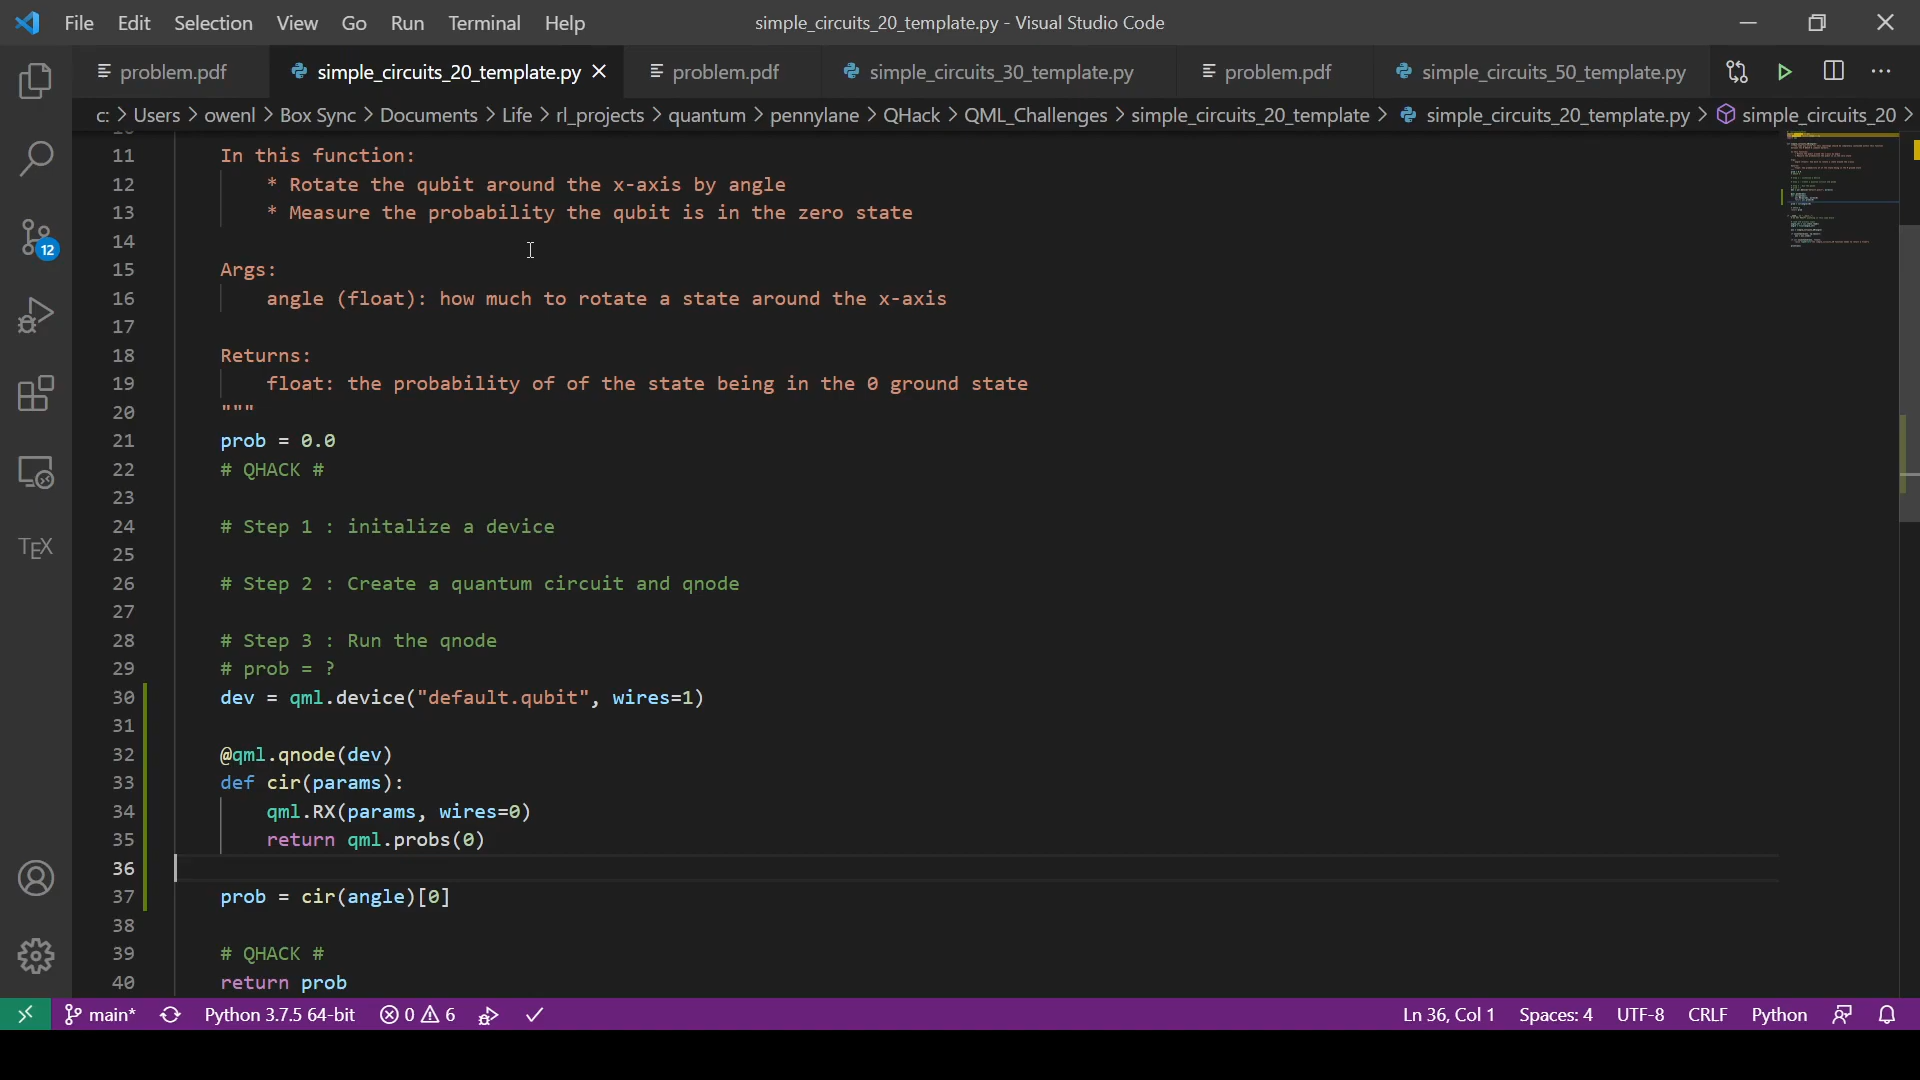 File Edit Selection View Go Run Terminal Help simple_circuits_20_template.py - Visual Studio Code
problem.pdf simple_circuits_20_template.py problem.pdf simple_circuits_30_template.py problem.pdf simple_circuits_50_template.py
c: > Users > owenl > Box Sync > Documents > Life > rl_projects > quantum > pennylane > QHack > QML_Challenges > simple_circuits_20_template > simple_circuits_20_template.py > simple_circuits_20 >
11 In this function:
12 * Rotate the qubit around the x-axis by angle
13 * Measure the probability the qubit is in the zero state
14
15 Args:
16 angle (float): how much to rotate a state around the x-axis
17
18 Returns:
19 float: the probability of of the state being in the 0 ground state
20 """
21 prob = 0.0
22 # QHACK #
23
24 # Step 1 : initalize a device
25
26 # Step 2 : Create a quantum circuit and qnode
27
28 # Step 3 : Run the qnode
29 # prob = ?
30 dev = qml.device("default.qubit", wires=1)
31
32 @qml.qnode(dev)
33 def cir(params):
34 qml.RX(params, wires=0)
35 return qml.probs(0)
36
37 prob = cir(angle)[0]
38
39 # QHACK #
40 return prob
12
TEX
main* Python 3.7.5 64-bit 0 6 Ln 36, Col 1 Spaces: 4 UTF-8 CRLF Python